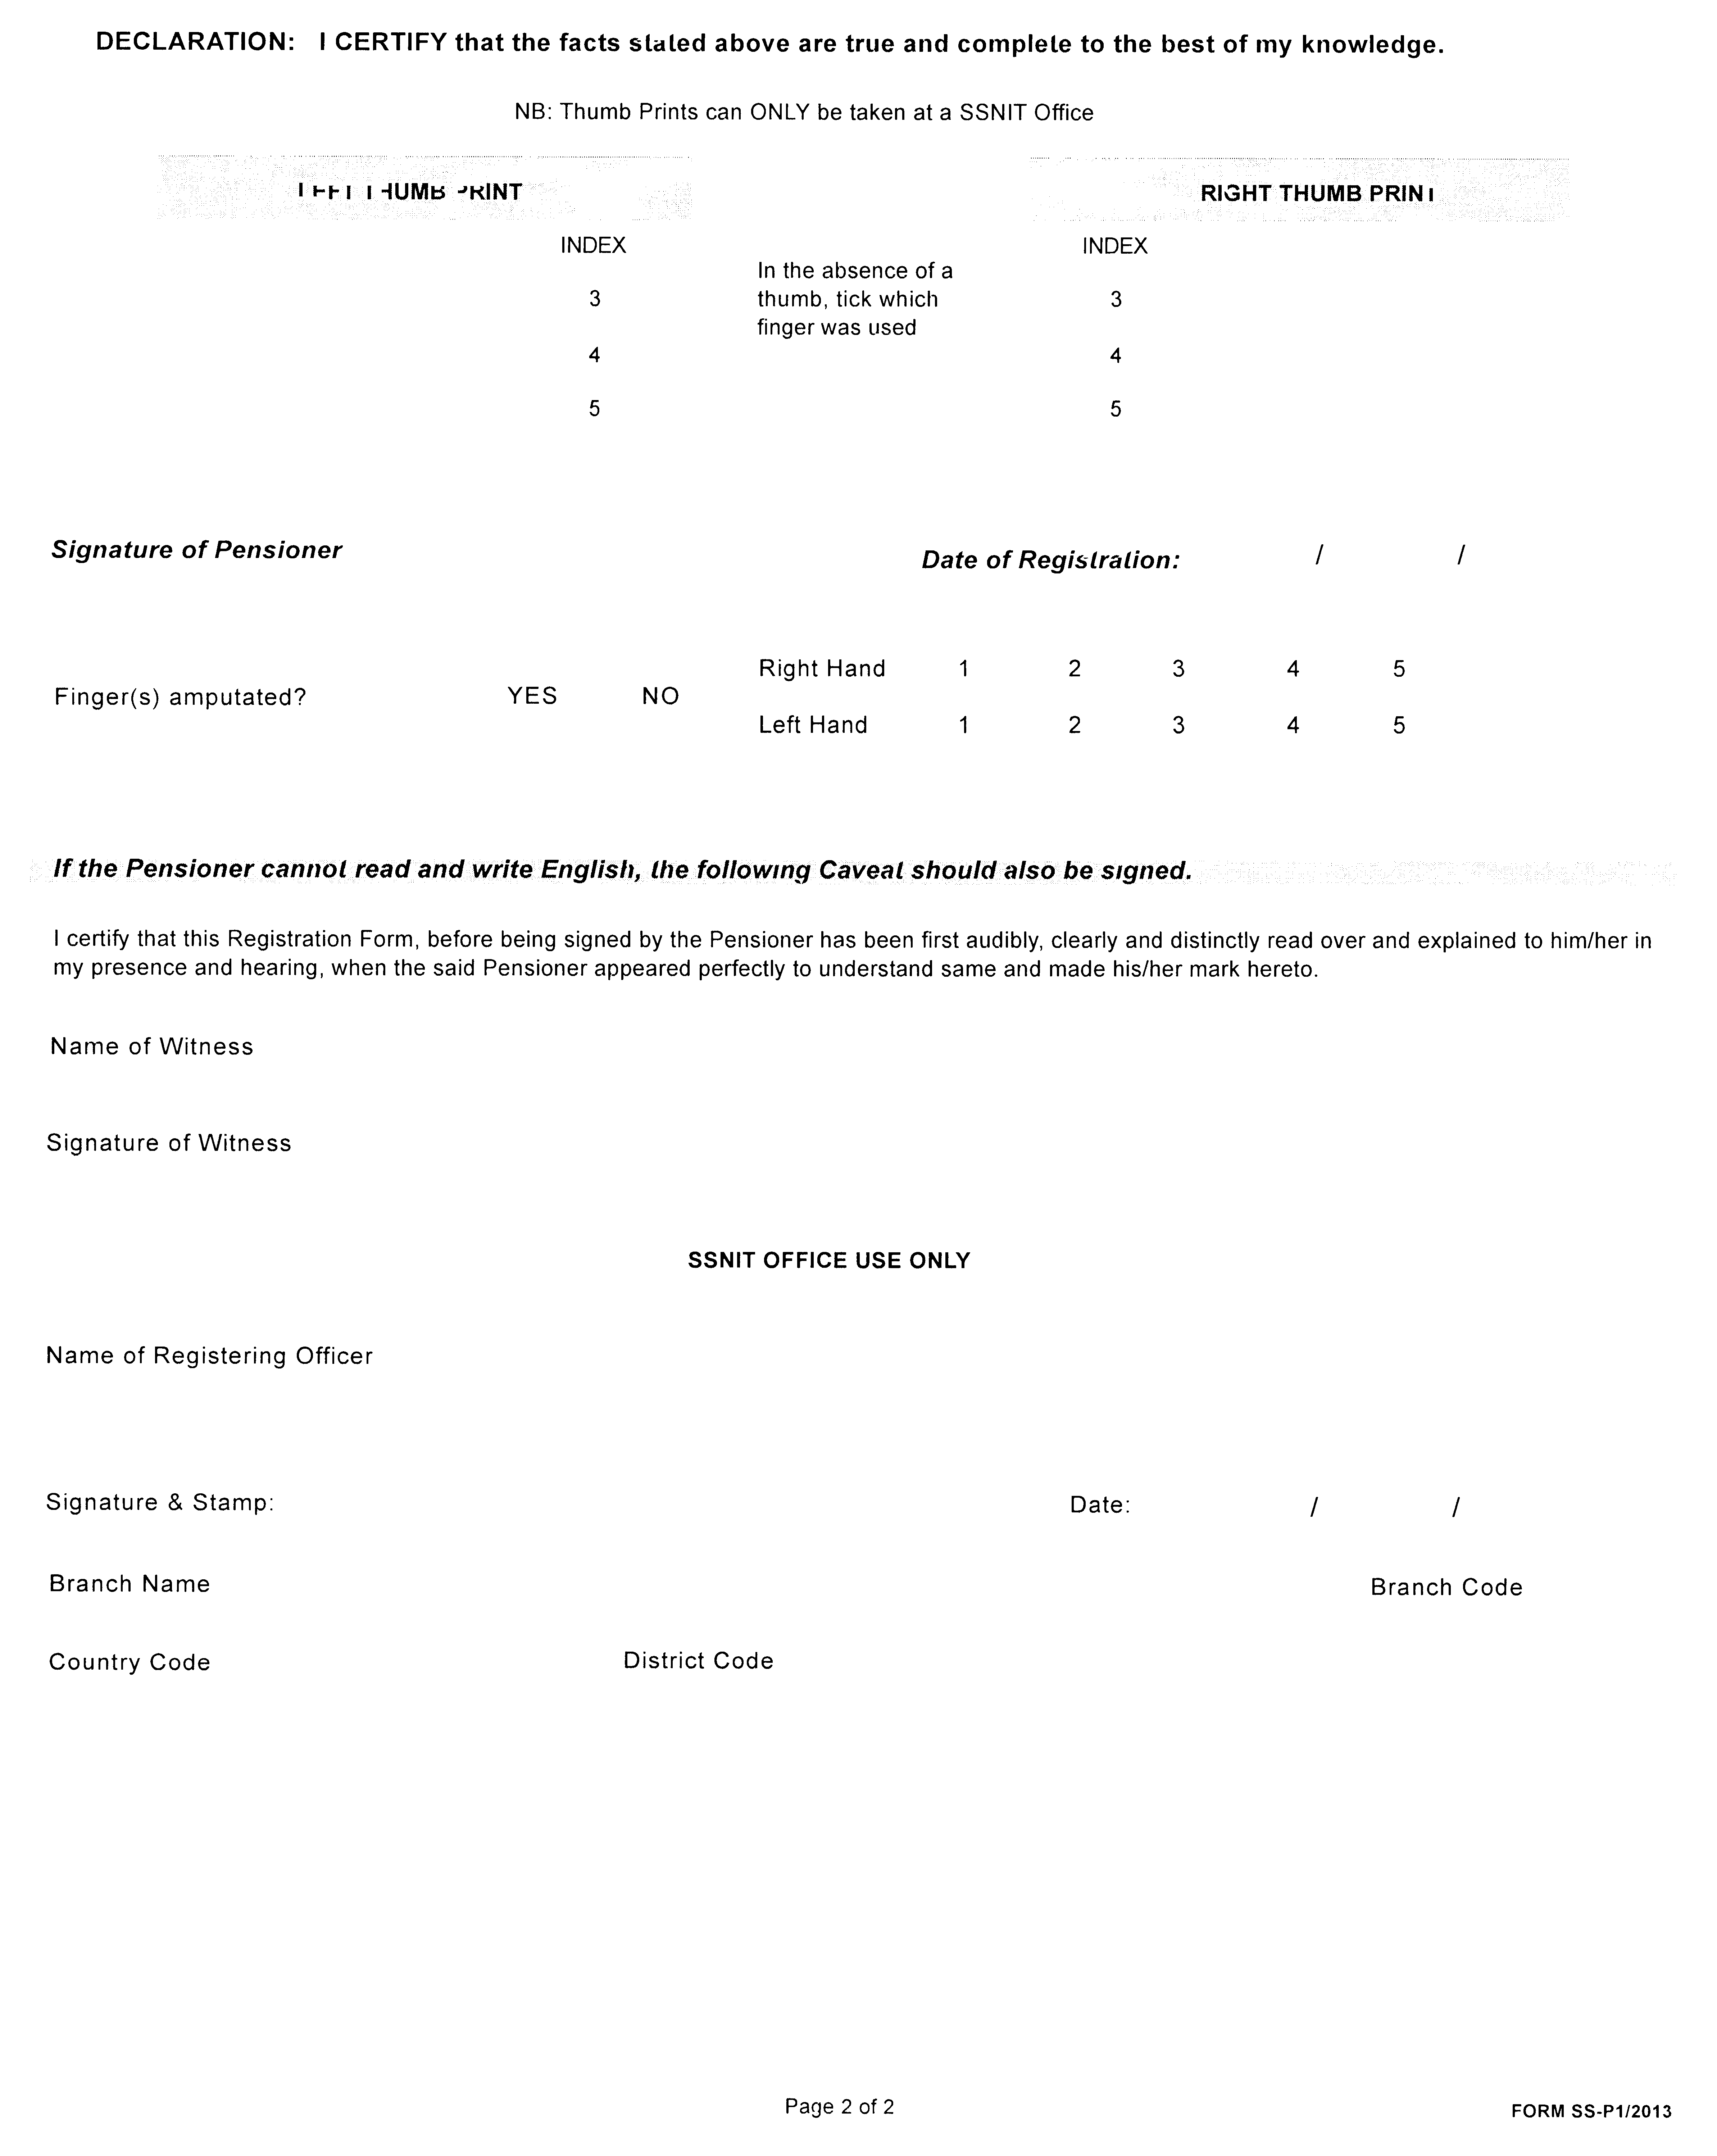 DECLARATION: I CERTIFY that the facts stated above are true and complete to the best of my knowledge.
NB: Thumb Prints can ONLY be taken at a SSNIT Office
LEFT THUMB PRINT
RIGHT THUMB PRINT
INDEX
3
4
5
In the absence of a
thumb, tick which
finger was used
INDEX
3
4
5
Signature of Pensioner
Date of Registration: / /
Finger(s) amputated? YES NO
Right Hand 1 2 3 4 5
Left Hand 1 2 3 4 5
If the Pensioner cannot read and write English, the following Caveat should also be signed.
I certify that this Registration Form, before being signed by the Pensioner has been first audibly, clearly and distinctly read over and explained to him/her in
my presence and hearing, when the said Pensioner appeared perfectly to understand same and made his/her mark hereto.
Name of Witness
Signature of Witness
SSNIT OFFICE USE ONLY
Name of Registering Officer
Signature & Stamp:
Date: / /
Branch Name
Branch Code
Country Code
District Code
Page 2 of 2
FORM SS-P1/2013